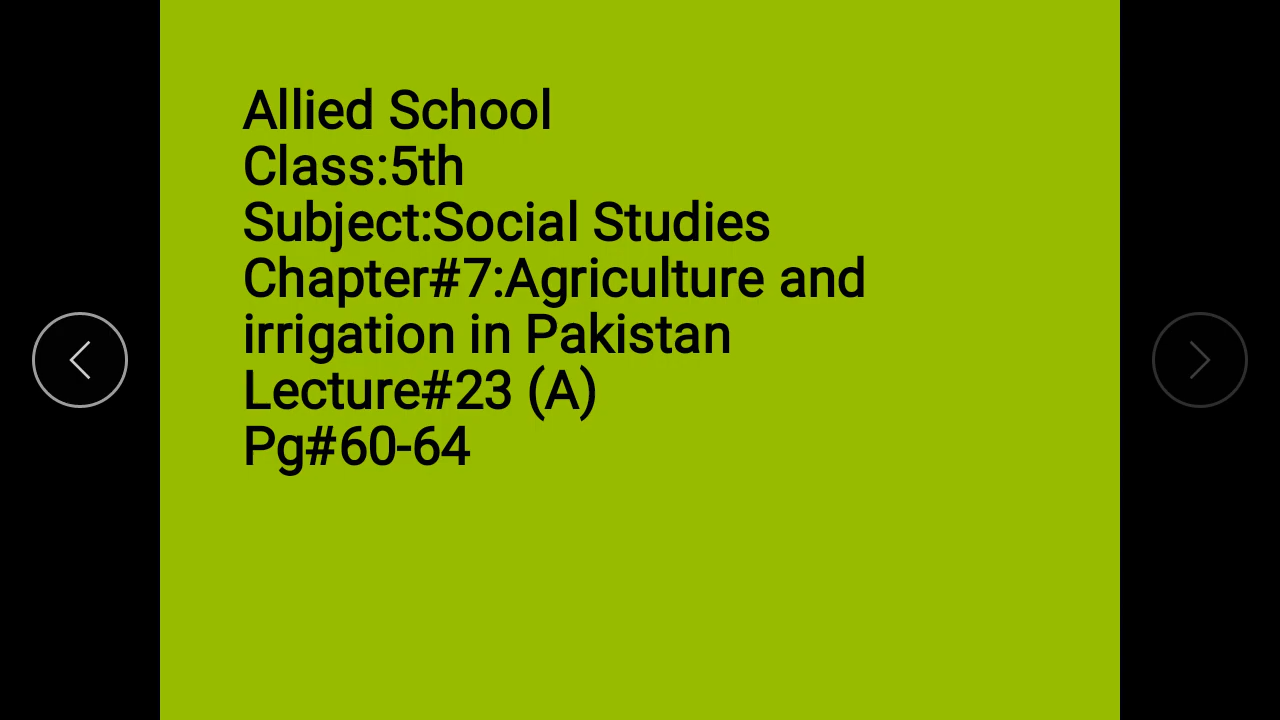 Allied School
Class:5th
Subject:Social Studies
Chapter#7:Agriculture and
irrigation in Pakistan
Lecture#23 (A)
Pg#60-64